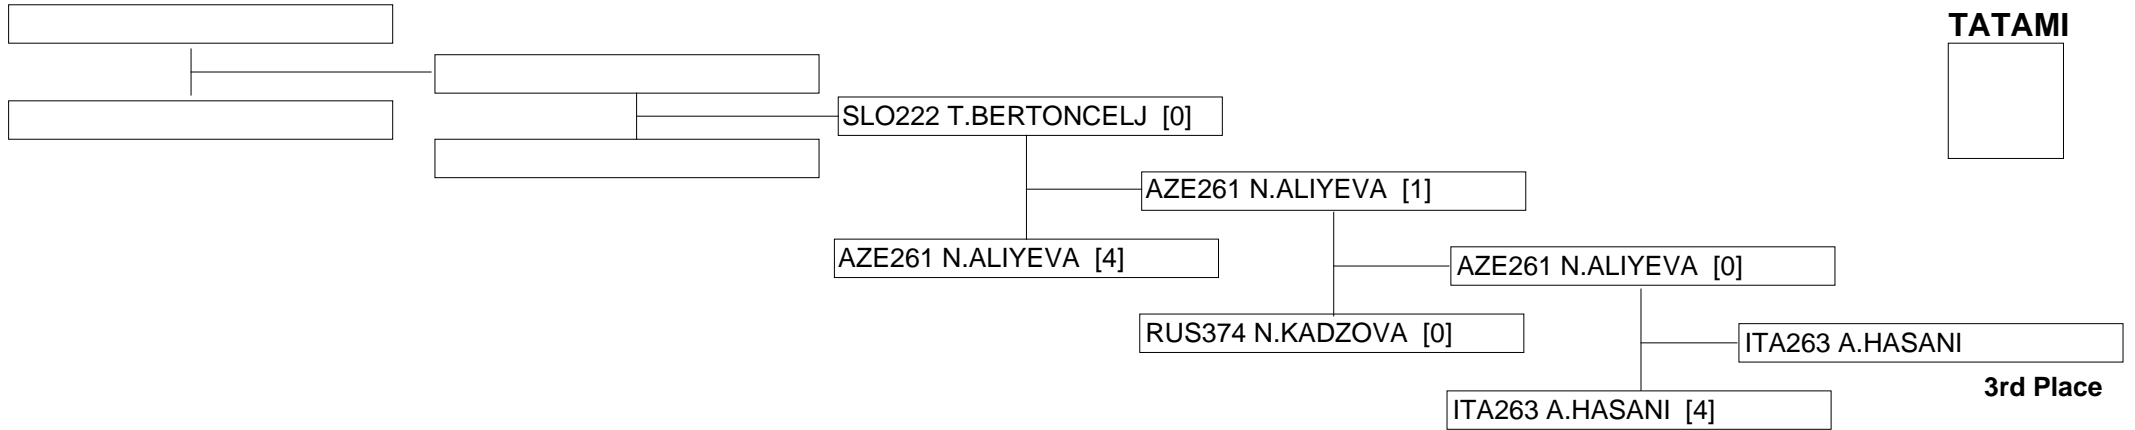 TATAMI
SLO222 T.BERTONCELJ [0]
AZE261 N.ALIYEVA [1]
AZE261 N.ALIYEVA [4]
AZE261 N.ALIYEVA [0]
RUS374 N.KADZOVA [0]
ITA263 A.HASANI
3rd Place
ITA263 A.HASANI [4]